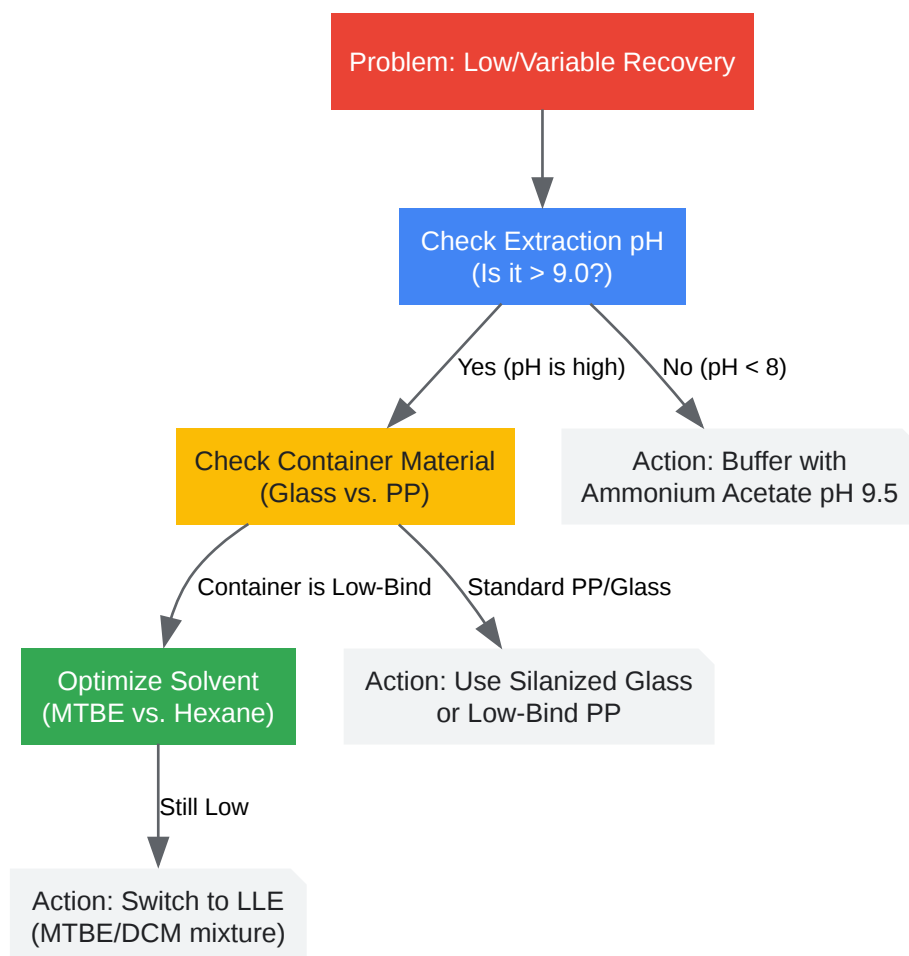 Problem: Low/Variable Recovery
Check Extraction pH
(Is it > 9.0?)
Yes (pH is high)
No (pH < 8)
Check Container Material
(Glass vs. PP)
Action: Buffer with
Ammonium Acetate pH 9.5
Container is Low-Bind
Standard PP/Glass
Optimize Solvent
(MTBE vs. Hexane)
Action: Use Silanized Glass
or Low-Bind PP
Still Low
Action: Switch to LLE
(MTBE/DCM mixture)